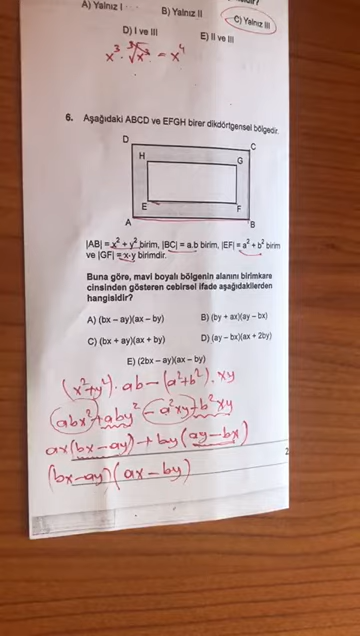 A) Yalnız I
B) Yalnız II
C) Yalnız III
D) I ve III
E) II ve III
x³ · ∛x³ = x⁴
6. Aşağıdaki ABCD ve EFGH birer dikdörtgensel bölgedir.
D
C
H
G
E
F
A
B
|AB| = x² + y² birim, |BC| = a.b birim, |EF| = a² + b² birim
ve |GF| = x·y birimdir.
Buna göre, mavi boyalı bölgenin alanını birimkare
cinsinden gösteren cebirsel ifade aşağıdakilerden
hangisidir?
A) (bx – ay)(ax – by)
B) (by + ax)(ay – bx)
C) (bx + ay)(ax + by)
D) (ay – bx)(ax + 2by)
E) (2bx – ay)(ax – by)
(x²+y²)·ab – (a²+b²)·xy
abx²+aby² – a²xy – b²xy
ax(bx – ay) + by(ay – bx)
(bx – ay)(ax – by)
2